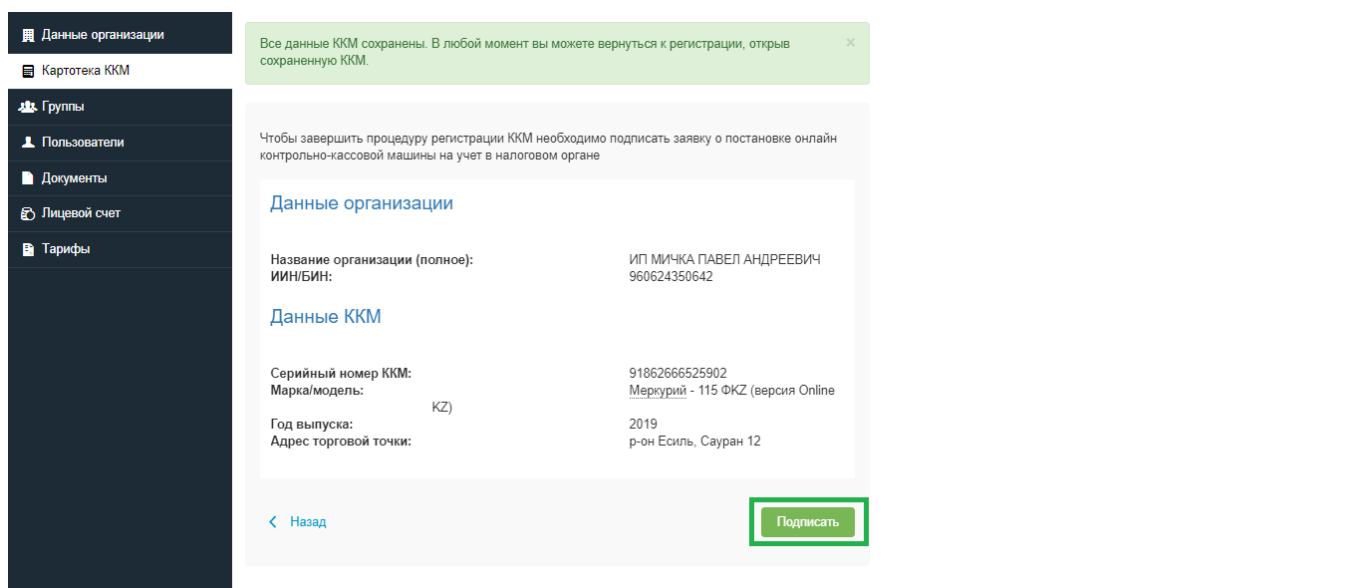 Данные организации
Картотека ККМ
Группы
Пользователи
Документы
Лицевой счет
Тарифы
Все данные ККМ сохранены. В любой момент вы можете вернуться к регистрации, открыв
сохраненную ККМ.
×
Чтобы завершить процедуру регистрации ККМ необходимо подписать заявку о постановке онлайн
контрольно-кассовой машины на учет в налоговом органе
Данные организации
Название организации (полное): ИП МИЧКА ПАВЕЛ АНДРЕЕВИЧ
ИИН/БИН: 960624350642
Данные ККМ
Серийный номер ККМ: 91862666525902
Марка/модель: Меркурий - 115 ФKZ (версия Online
KZ)
Год выпуска: 2019
Адрес торговой точки: р-он Есиль, Сауран 12
Назад
Подписать